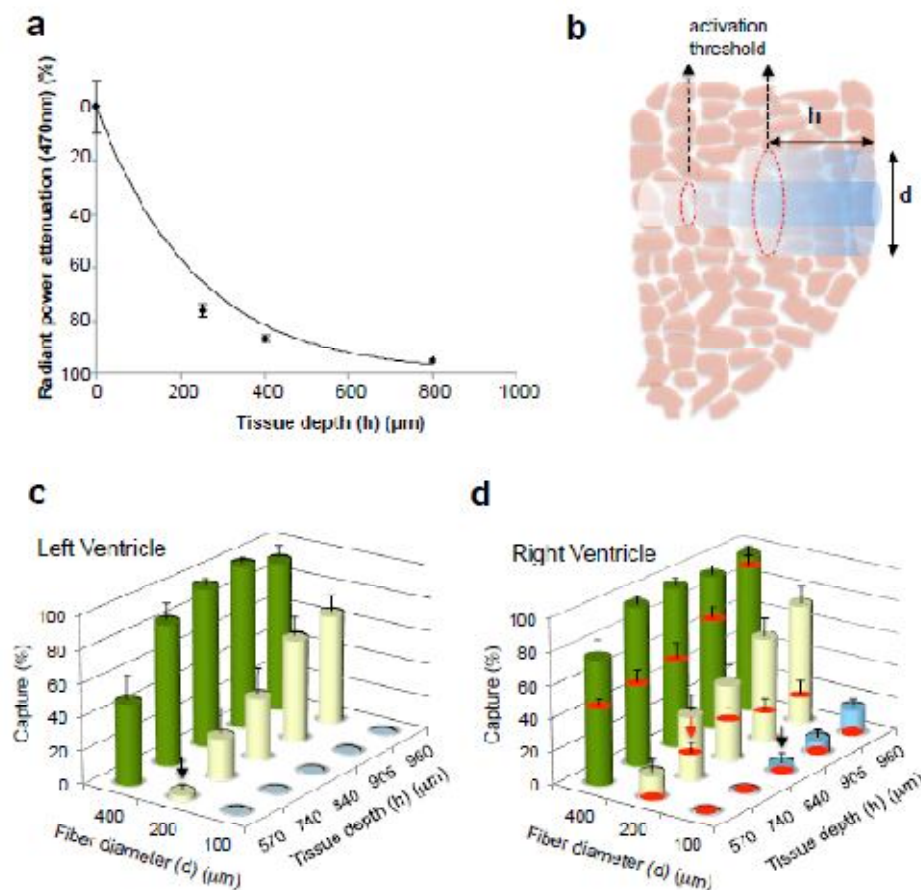 a
Radiant power attenuation (470nm) (%)
0
20
40
60
80
100
0
200
400
600
800
1000
Tissue depth (h) (µm)
b
activation
threshold
h
d
c
Left Ventricle
Capture (%)
100
80
60
40
20
0
400
200
100
Fiber diameter (d) (µm)
570
740
840
906
960
Tissue depth (h) (µm)
d
Right Ventricle
Capture (%)
100
80
60
40
20
0
400
200
100
Fiber diameter (d) (µm)
570
740
840
906
960
Tissue depth (h) (µm)